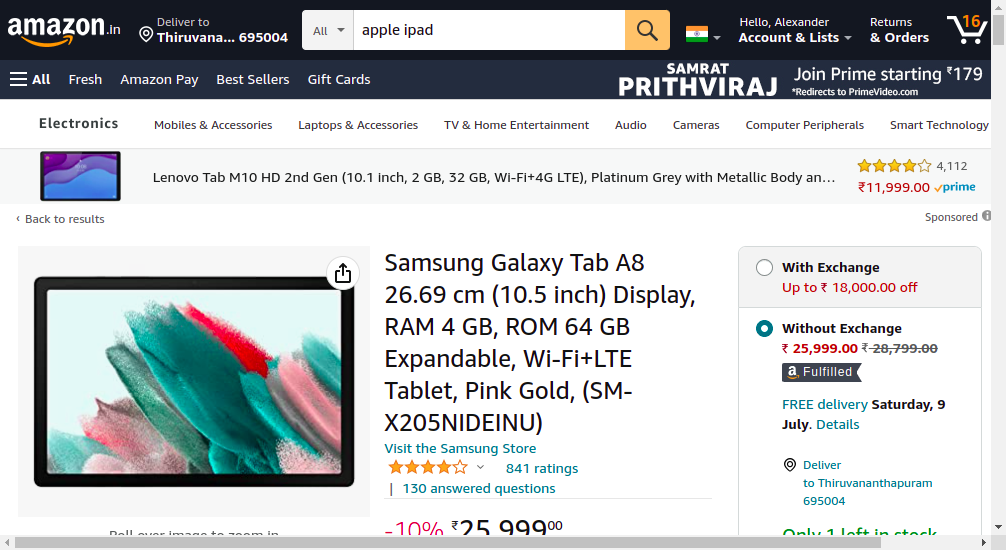 amazon.in
Deliver to
Thiruvana... 695004
All
apple ipad
Hello, Alexander
Account & Lists
Returns
& Orders
16
All
Fresh
Amazon Pay
Best Sellers
Gift Cards
SAMRAT
PRITHVIRAJ
Join Prime starting ₹179
*Redirects to PrimeVideo.com
Electronics
Mobiles & Accessories
Laptops & Accessories
TV & Home Entertainment
Audio
Cameras
Computer Peripherals
Smart Technology
Lenovo Tab M10 HD 2nd Gen (10.1 inch, 2 GB, 32 GB, Wi-Fi+4G LTE), Platinum Grey with Metallic Body an...
4,112
₹11,999.00 prime
‹ Back to results
Sponsored
Samsung Galaxy Tab A8
26.69 cm (10.5 inch) Display,
RAM 4 GB, ROM 64 GB
Expandable, Wi-Fi+LTE
Tablet, Pink Gold, (SM-
X205NIDEINU)
Visit the Samsung Store
841 ratings
| 130 answered questions
-10% ₹25,99900
Roll over image to zoom in
With Exchange
Up to ₹ 18,000.00 off
Without Exchange
₹ 25,999.00 ₹ 28,799.00
a Fulfilled
FREE delivery Saturday, 9
July. Details
Deliver
to Thiruvananthapuram
695004
Only 1 left in stock